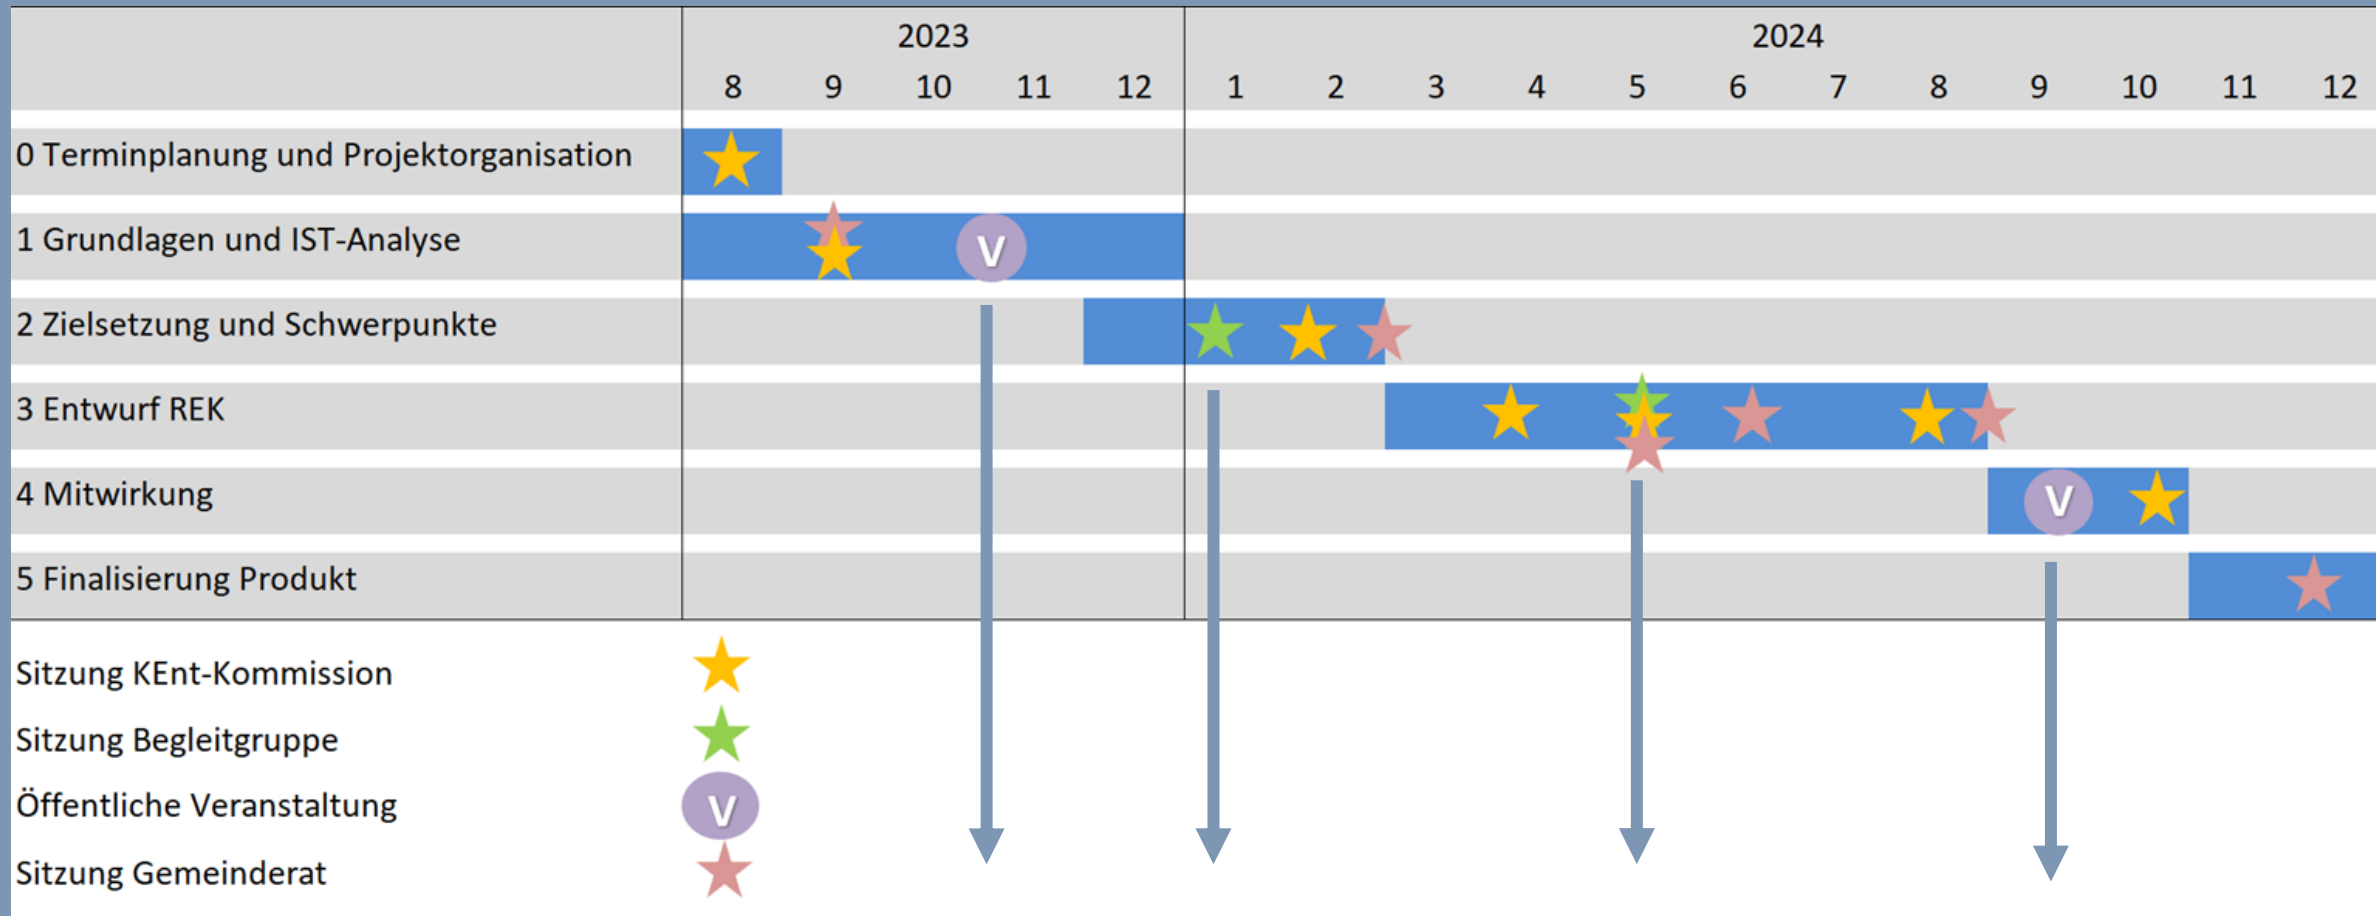 2023 2024
8 9 10 11 12 1 2 3 4 5 6 7 8 9 10 11 12
0 Terminplanung und Projektorganisation
1 Grundlagen und IST-Analyse
V
2 Zielsetzung und Schwerpunkte
3 Entwurf REK
4 Mitwirkung
V
5 Finalisierung Produkt
Sitzung KEnt-Kommission
Sitzung Begleitgruppe
Öffentliche Veranstaltung
V
Sitzung Gemeinderat